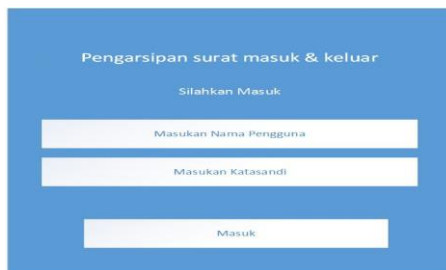 Pengarsipan surat masuk & keluar
Silahkan Masuk
Masukan Nama Pengguna
Masukan Katasandi
Masuk